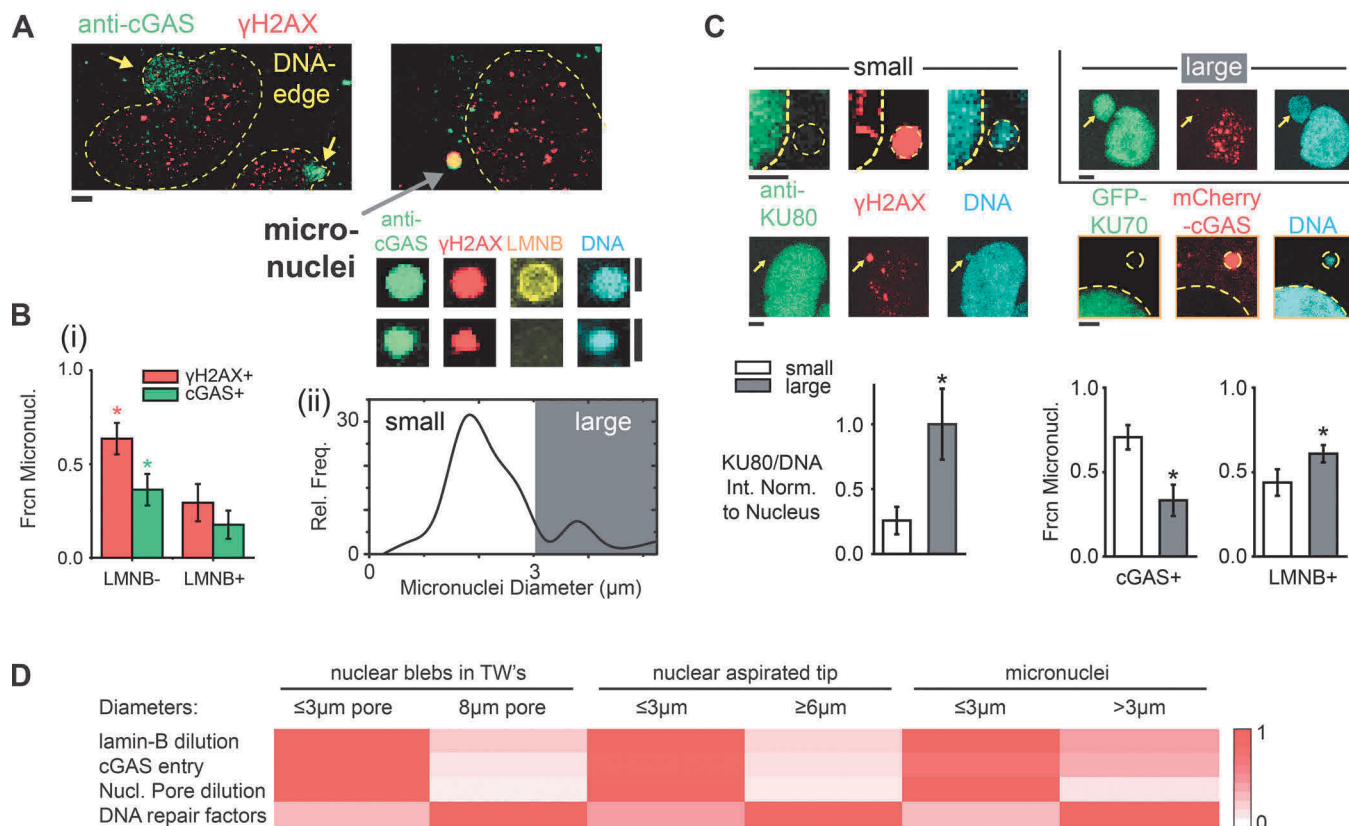 A
anti-cGAS γH2AX
DNA-
edge
micro-
nuclei
anti-
cGAS γH2AX LMNB DNA
B
(i)
1.0
0.5
0.0
Frcn Micronucl.
γH2AX+
cGAS+
*
*
LMNB- LMNB+
(ii)
small large
30
0
Rel. Freq.
0 3
Micronuclei Diameter (μm)
C
small
large
anti-
KU80 γH2AX DNA
GFP-
KU70 mCherry
-cGAS DNA
small
large
KU80/DNA
Int. Norm.
to Nucleus
1.0
0.5
0.0
*
Frcn Micronucl.
1.0
0.5
0.0
*
cGAS+
1.0
0.5
0.0
*
LMNB+
D
nuclear blebs in TW's nuclear aspirated tip micronuclei
Diameters: ≤3μm pore 8μm pore ≤3μm ≥6μm ≤3μm >3μm
lamin-B dilution
cGAS entry
Nucl. Pore dilution
DNA repair factors
1
0